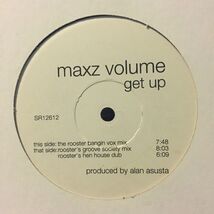 maxz volume
get up
SR12612
this side: the rooster bangin vox mix 7:48
that side: rooster's groove society mix 8:03
rooster's hen house dub 6:09
produced by alan asusta